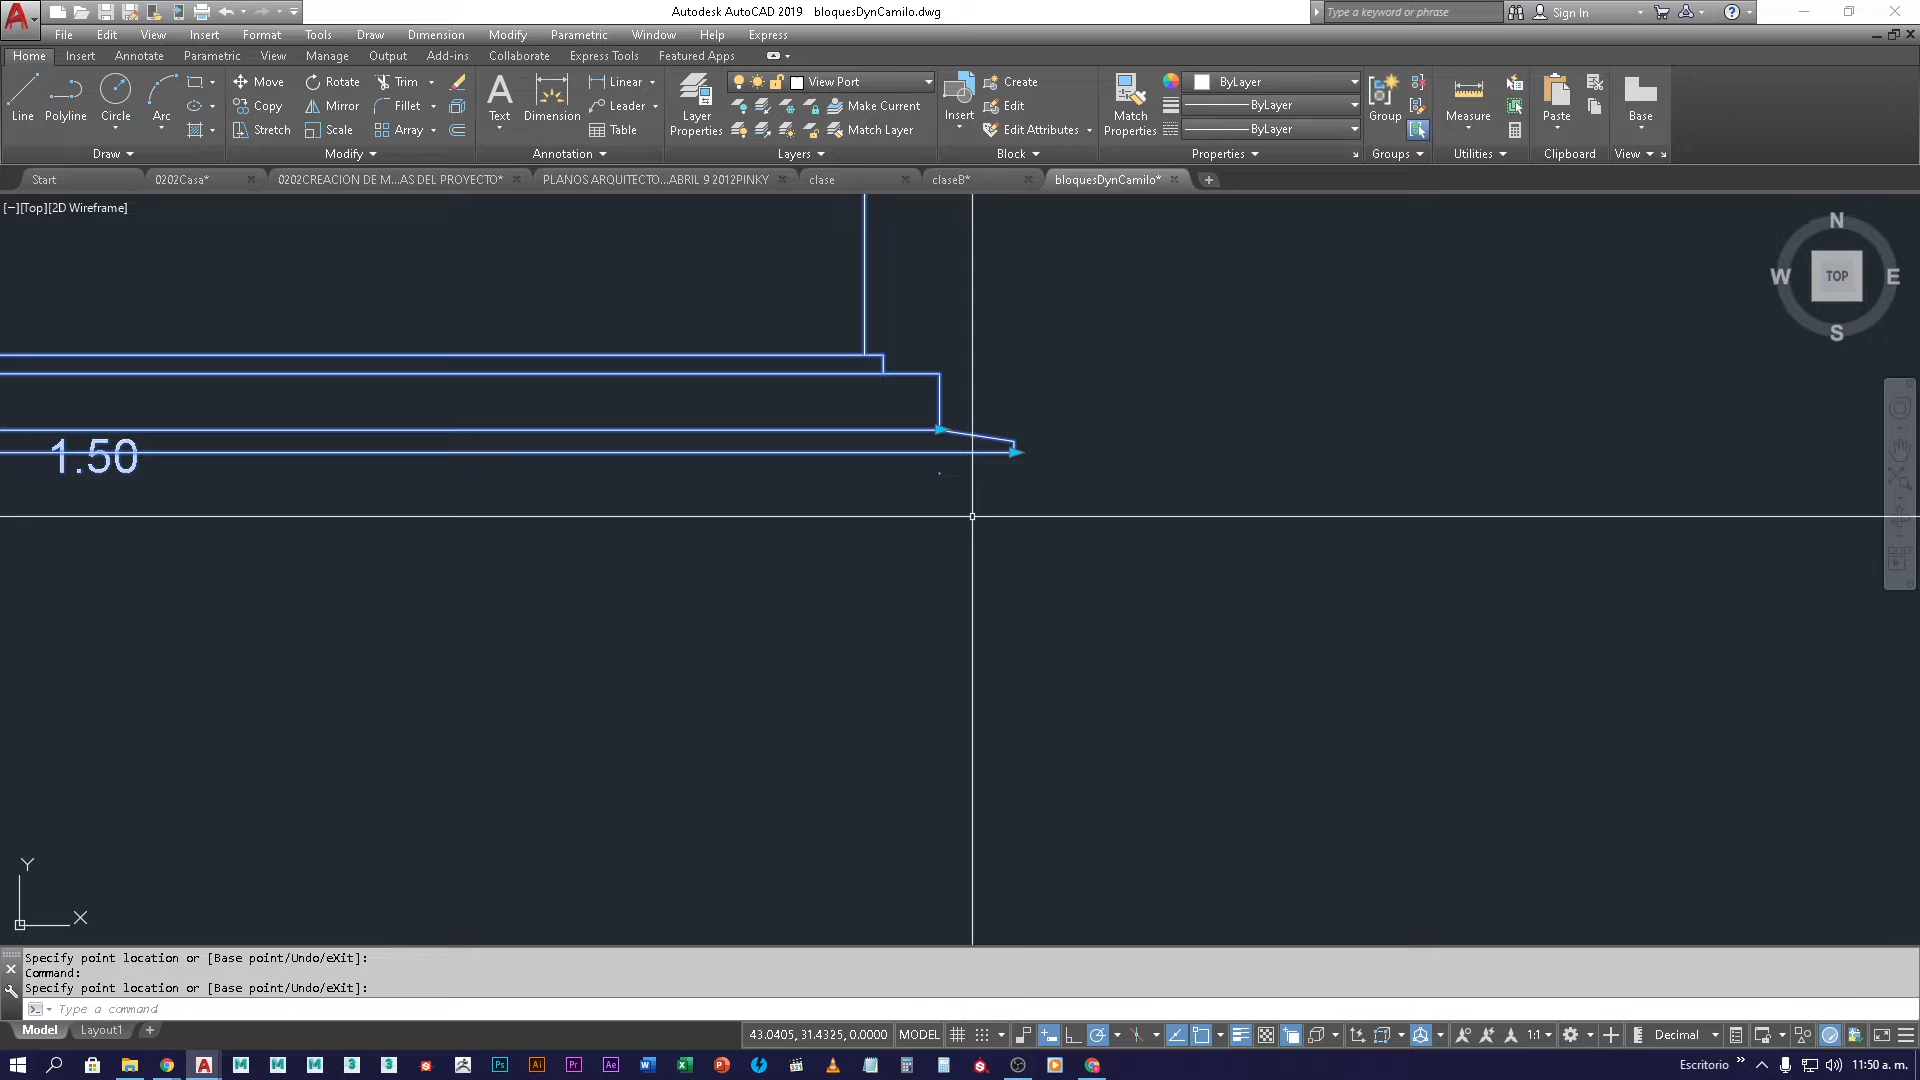 Autodesk AutoCAD 2019 bloquesDynCamilo.dwg
Type a keyword or phrase
Sign In
File Edit View Insert Format Tools Draw Dimension Modify Parametric Window Help Express
Home Insert Annotate Parametric View Manage Output Add-ins Collaborate Express Tools Featured Apps
Line Polyline Circle Arc
Move Rotate Trim
Copy Mirror Fillet
Stretch Scale Array
Text Dimension
Linear
Leader
Table
Layer Properties
View Port
Make Current
Match Layer
Insert
Create
Edit
Edit Attributes
Match Properties
ByLayer
ByLayer
ByLayer
Group Measure Paste Base
Draw Modify Annotation Layers Block Properties Groups Utilities Clipboard View
Start 0202Casa* 0202CREACION DE M...AS DEL PROYECTO* PLANOS ARQUITECTO...ABRIL 9 2012PINKY clase claseB* bloquesDynCamilo*
[−][Top][2D Wireframe]
N
W TOP E
S
1.50
Y
X
Specify point location or [Base point/Undo/eXit]:
Command:
Specify point location or [Base point/Undo/eXit]:
Type a command
Model Layout1
43.0405, 31.4325, 0.0000 MODEL 1:1 Decimal
Escritorio 11:50 a. m.